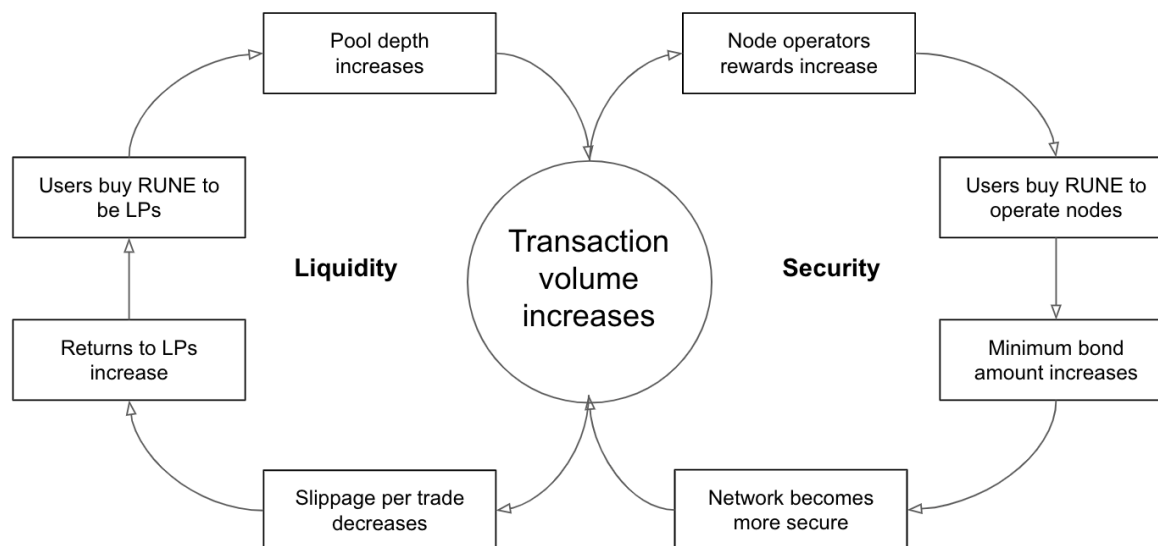 Pool depth
increases
Node operators
rewards increase
Users buy RUNE to
be LPs
Users buy RUNE to
operate nodes
Liquidity
Transaction
volume
increases
Security
Returns to LPs
increase
Minimum bond
amount increases
Slippage per trade
decreases
Network becomes
more secure